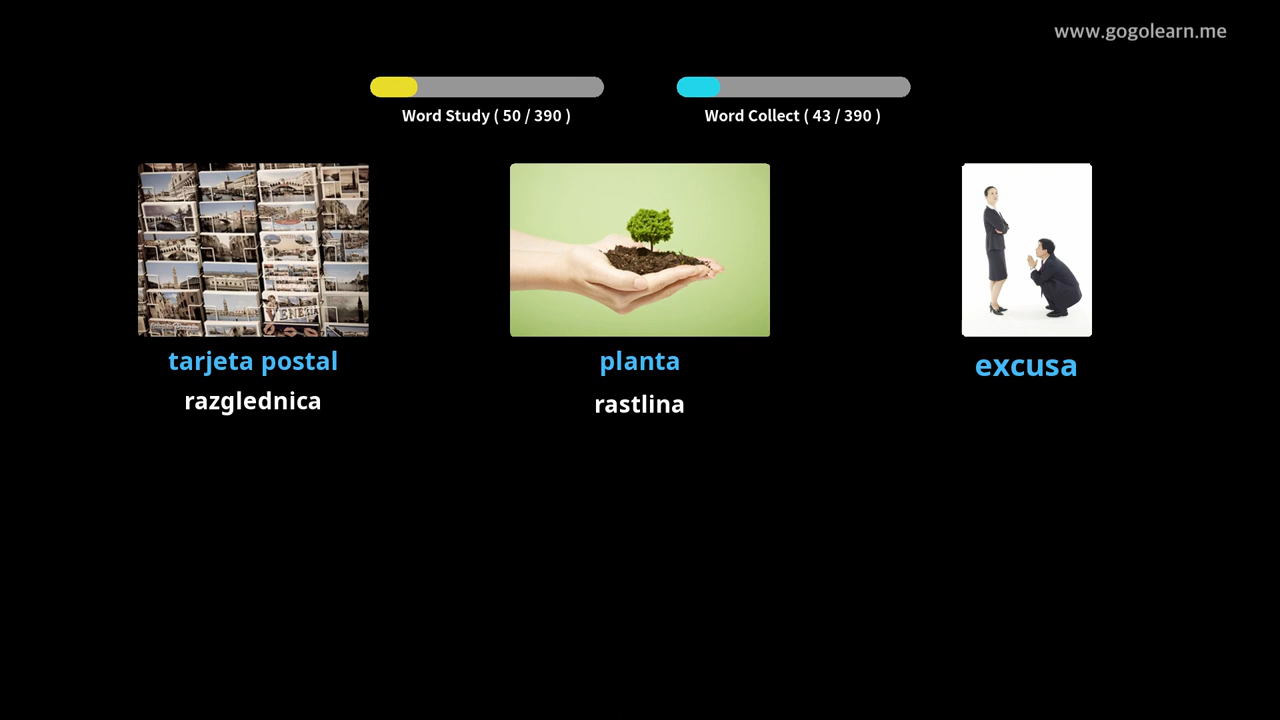 www.gogolearn.me
Word Study ( 50 / 390 )
Word Collect ( 43 / 390 )
tarjeta postal
razglednica
planta
rastlina
excusa